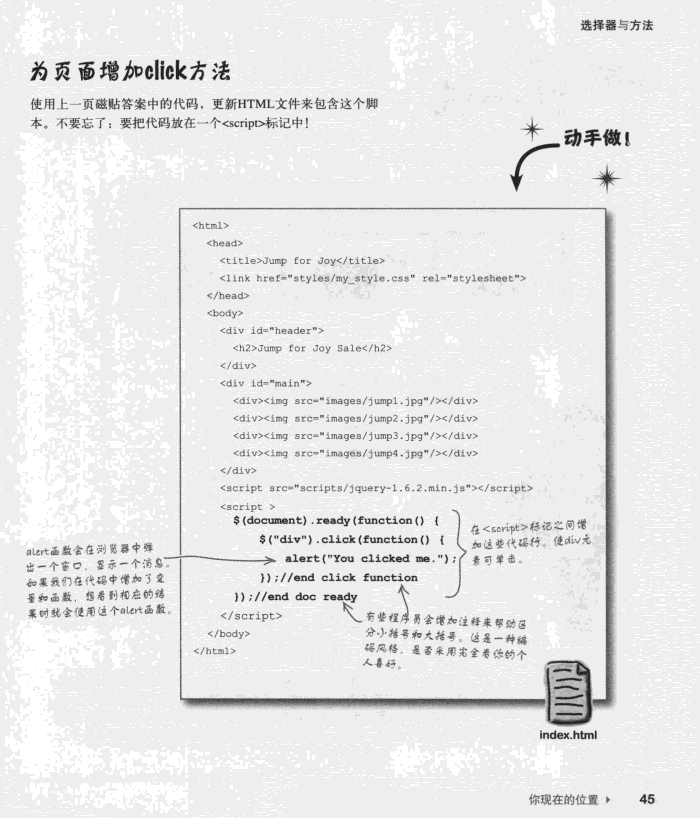 选择器与方法
为页面增加click方法
使用上一页磁贴答案中的代码，更新HTML文件来包含这个脚
本。不要忘了：要把代码放在一个<script>标记中！
动手做！
<html>
<head>
<title>Jump for Joy</title>
<link href="styles/my_style.css" rel="stylesheet">
</head>
<body>
<div id="header">
<h2>Jump for Joy Sale</h2>
</div>
<div id="main">
<div><img src="images/jump1.jpg"/></div>
<div><img src="images/jump2.jpg"/></div>
<div><img src="images/jump3.jpg"/></div>
<div><img src="images/jump4.jpg"/></div>
</div>
<script src="scripts/jquery-1.6.2.min.js"></script>
<script >
$(document).ready(function() {
$("div").click(function() {
alert("You clicked me.");
});//end click function
});//end doc ready
</script>
</body>
</html>
alert函数会在浏览器中弹
出一个窗口，显示一个消息。
如果我们在代码中增加了变
量和函数，想看到相应的结
果时就会使用这个alert函数。
在<script>标记之间增
加这些代码行，使div元
素可单击。
有些程序员会增加注释来帮助区
分小括号和大括号。这是一种编
码风格，是否采用完全看你的个
人喜好。
index.html
你现在的位置
45